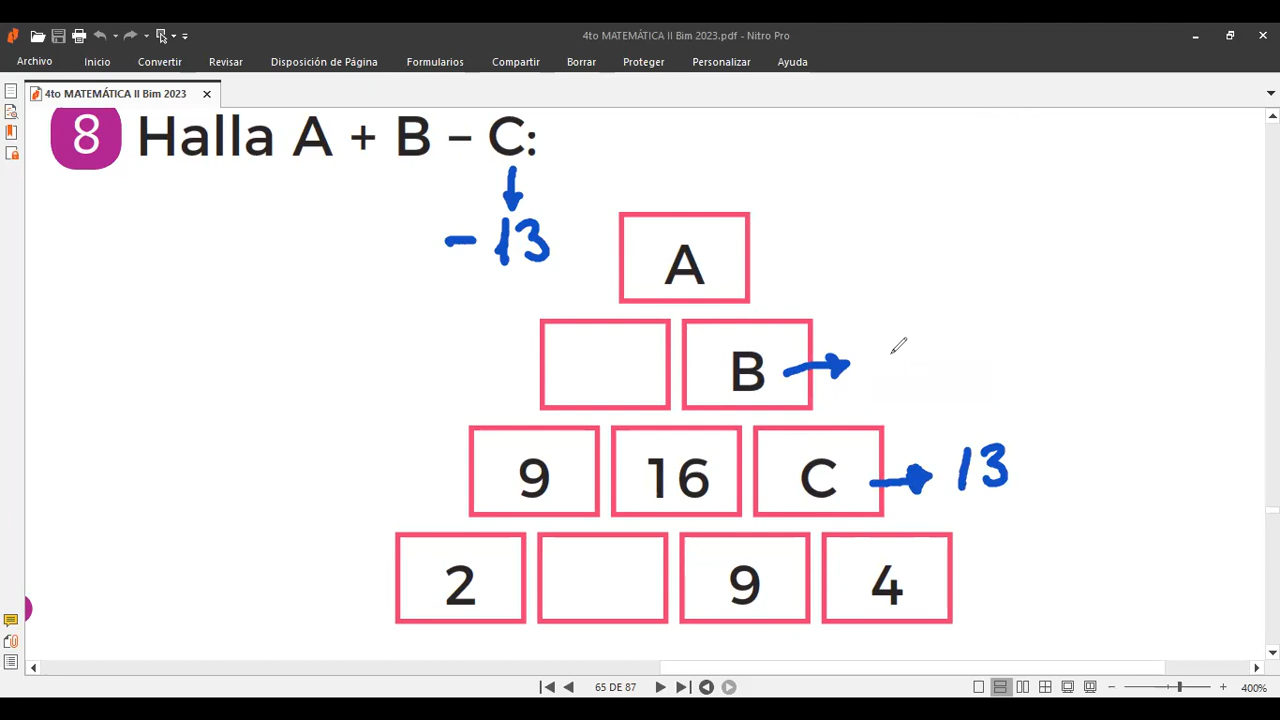 4to MATEMÁTICA II Bim 2023.pdf - Nitro Pro
Archivo Inicio Convertir Revisar Disposición de Página Formularios Compartir Borrar Proteger Personalizar Ayuda
4to MATEMÁTICA II Bim 2023
8 Halla A + B – C:
-13
A
B
9 16 C 13
2 9 4
65 DE 87
400%